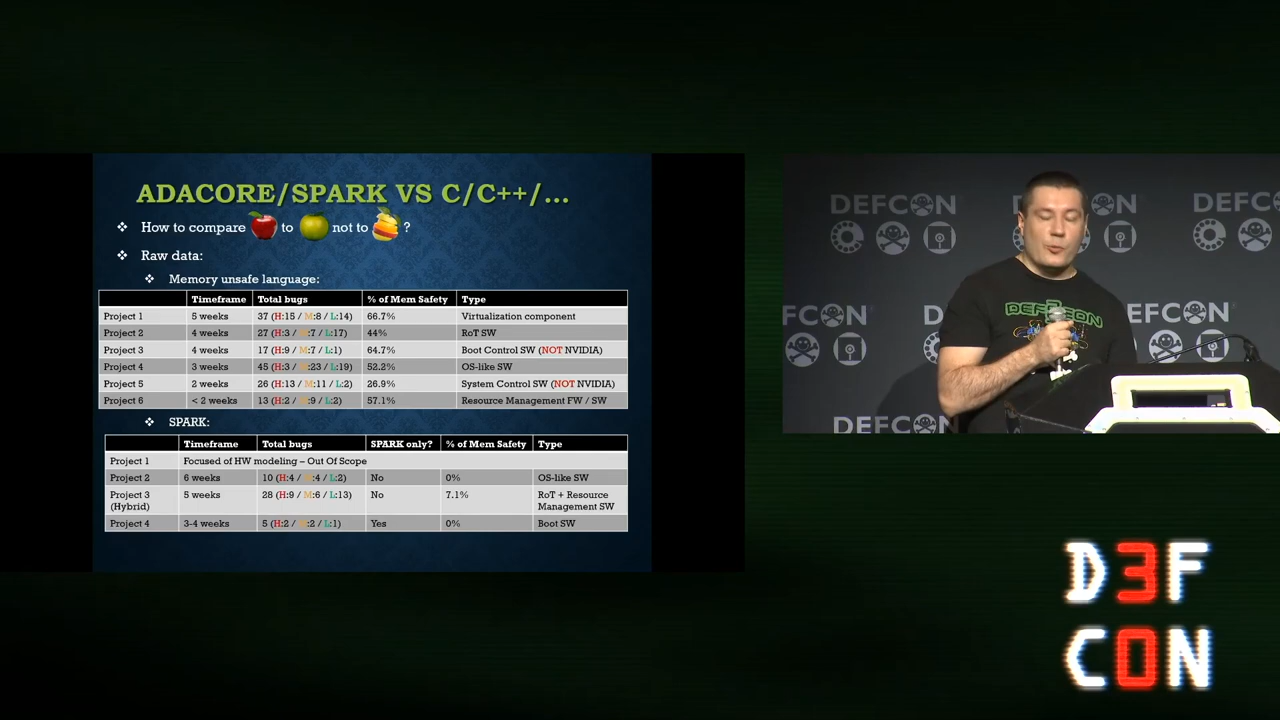 ADACORE/SPARK VS C/C++/...
How to compare to not to ?
Raw data:
Memory unsafe language:
Timeframe Total bugs % of Mem Safety Type
Project 1 5 weeks 37 (H:15 / M:8 / L:14) 66.7% Virtualization component
Project 2 4 weeks 27 (H:3 / M:7 / L:17) 44% RoT SW
Project 3 4 weeks 17 (H:9 / M:7 / L:1) 64.7% Boot Control SW (NOT NVIDIA)
Project 4 3 weeks 45 (H:3 / M:23 / L:19) 52.2% OS-like SW
Project 5 2 weeks 26 (H:13 / M:11 / L:2) 26.9% System Control SW (NOT NVIDIA)
Project 6 < 2 weeks 13 (H:2 / M:9 / L:2) 57.1% Resource Management FW / SW
SPARK:
Timeframe Total bugs SPARK only? % of Mem Safety Type
Project 1 Focused of HW modeling – Out Of Scope
Project 2 6 weeks 10 (H:4 / M:4 / L:2) No 0% OS-like SW
Project 3 5 weeks 28 (H:9 / M:6 / L:13) No 7.1% RoT + Resource
(Hybrid) Management SW
Project 4 3-4 weeks 5 (H:2 / M:2 / L:1) Yes 0% Boot SW
DEFCON
DEFCON
DEFCON
DEFCON
DEFCON
D3F
C0N